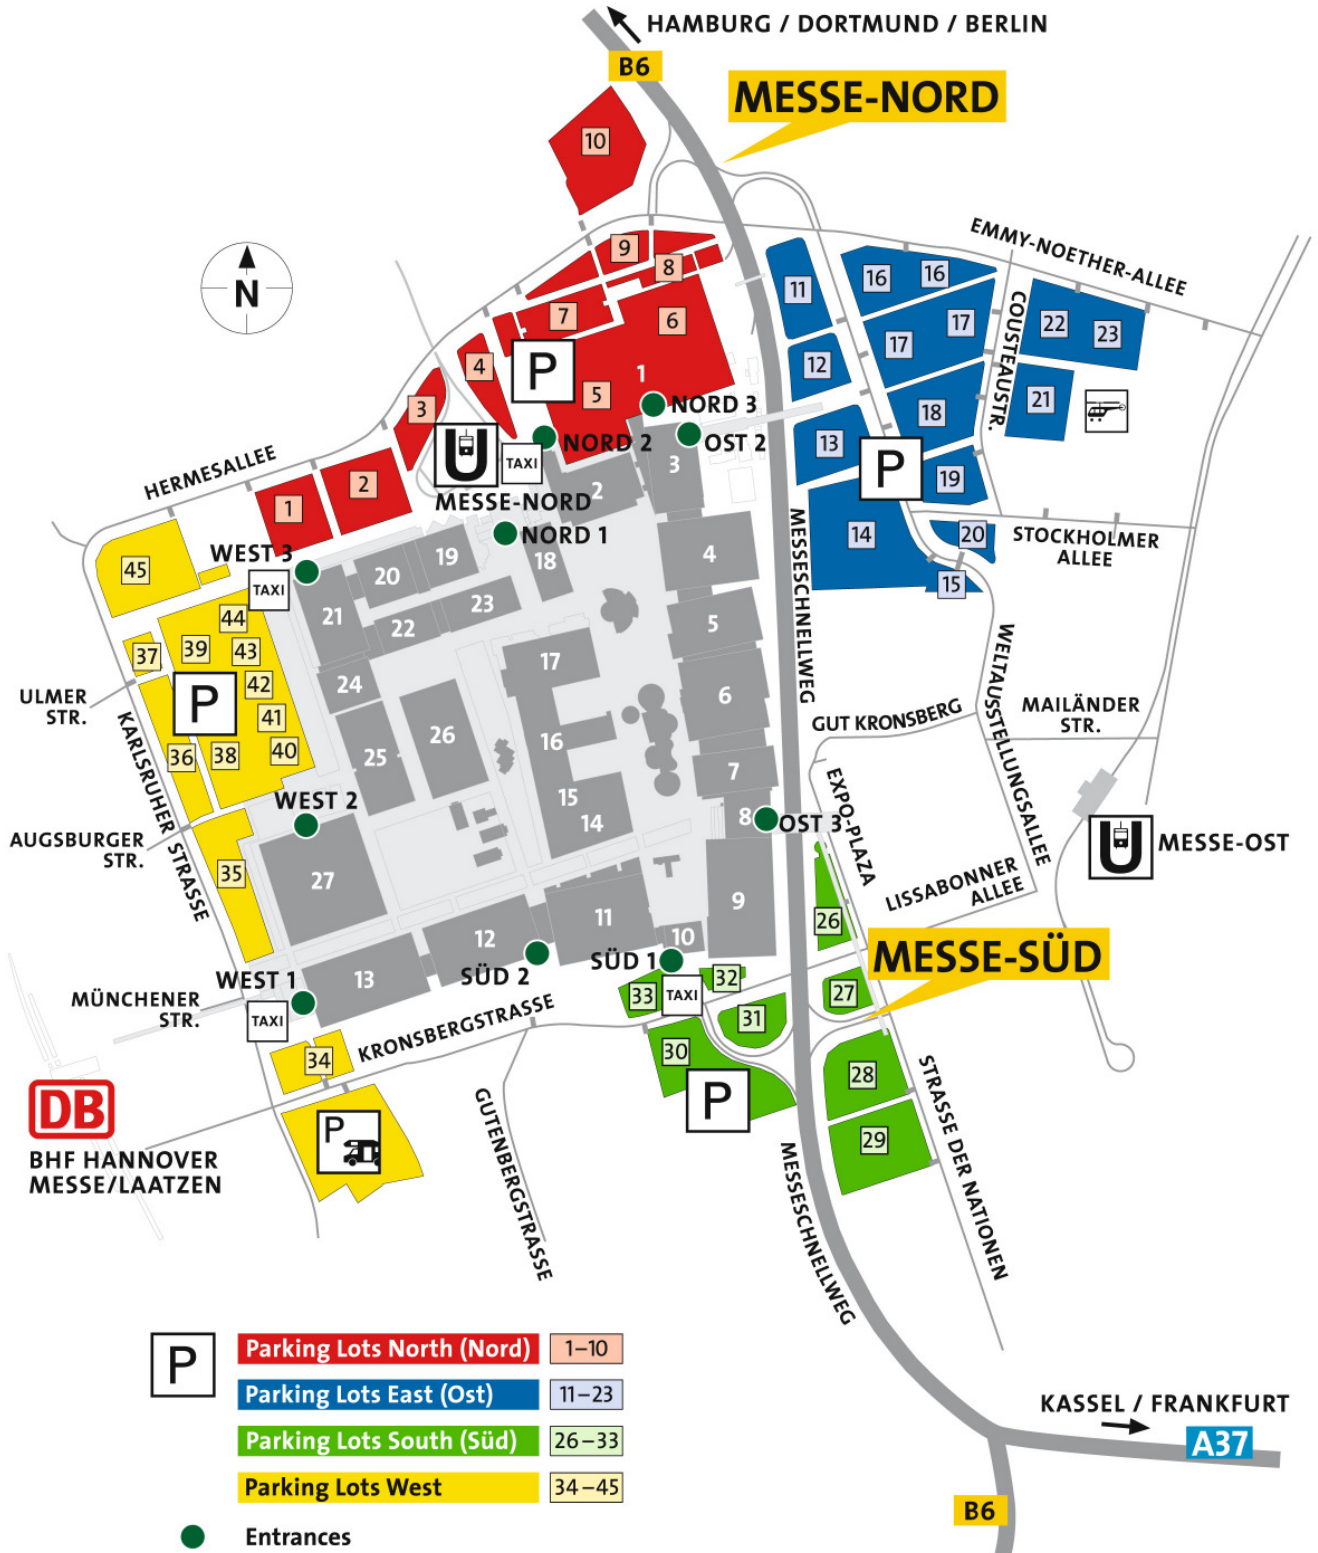 HAMBURG / DORTMUND / BERLIN
B6
MESSE-NORD
10
N
EMMY-NOETHER-ALLEE
9
8
7
6
1
5
4
3
P
11
12
13
14
16
16
17
17
18
19
20
15
P
COUSTEAUSTR.
22
23
21
NORD 3
OST 2
NORD 2
TAXI
U
MESSE-NORD
NORD 1
HERMESALLEE
1
2
WEST 3
TAXI
45
44
39
43
37
42
P
41
36
38
40
35
ULMER
STR.
KARLSRUHER STRASSE
AUGSBURGER
STR.
STOCKHOLMER
ALLEE
MESSESCHNELLWEG
WELTAUSSTELLUNGSALLEE
GUT KRONSBERG
MAILÄNDER
STR.
EXPO-PLAZA
LISSABONNER
ALLEE
U
MESSE-OST
2
3
4
5
6
7
8
9
10
11
12
13
14
15
16
17
18
19
20
21
22
23
24
25
26
27
WEST 2
OST 3
WEST 1
TAXI
MÜNCHENER
STR.
SÜD 2
SÜD 1
TAXI
KRONSBERGSTRASSE
MESSE-SÜD
26
27
28
29
30
31
32
33
P
34
P
DB
BHF HANNOVER
MESSE/LAATZEN
GUTENBERGSTRASSE
MESSESCHNELLWEG
STRASSE DER NATIONEN
P
Parking Lots North (Nord) 1–10
Parking Lots East (Ost) 11–23
Parking Lots South (Süd) 26–33
Parking Lots West 34–45
Entrances
KASSEL / FRANKFURT
A37
B6